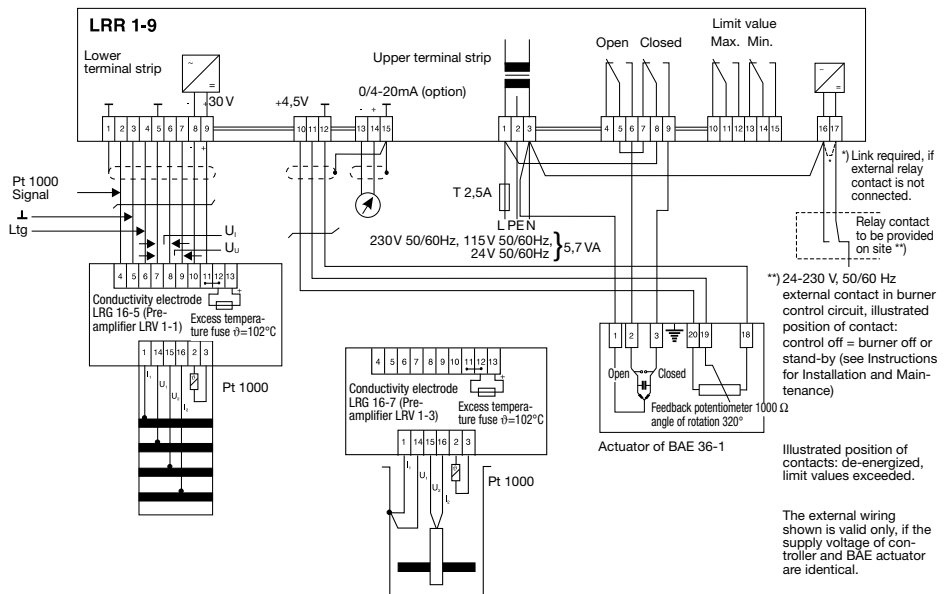 LRR 1-9
Lower
terminal strip
~
=
30 V
- +
+4,5V
0/4-20mA (option)
- +
Upper terminal strip
Open Closed
Limit value
Max. Min.
~
=
1 2 3 4 5 6 7 8 9
10 11 12
13 14 15
1 2 3
4 5 6 7 8 9
10 11 12 13 14 15
16 17
- +
Pt 1000
Signal
Ltg
U₁
Uᵤ
T 2,5A
L PE N
230V 50/60Hz, 115V 50/60Hz,
24V 50/60Hz
5,7 VA
*) Link required, if
external relay
contact is not
connected.
Relay contact
to be provided
on site **)
**) 24-230 V, 50/60 Hz
external contact in burner
control circuit, illustrated
position of contact:
control off = burner off or
stand-by (see Instructions
for Installation and Main-
tenance)
4 5 6 7 8 9 10 11 12 13
Conductivity electrode
LRG 16-5 (Pre-
amplifier LRV 1-1)
+
Excess tempera-
ture fuse ϑ=102°C
1 14 15 16 2 3
I₁ U₁ U₂ I₂
Pt 1000
4 5 6 7 8 9 10 11 12 13
Conductivity electrode
LRG 16-7 (Pre-
amplifier LRV 1-3)
+
Excess tempera-
ture fuse ϑ=102°C
1 14 15 16 2 3
I₁ U₁ U₂ I₂
Pt 1000
1 2 3 20 19 18
Open Closed
Feedback potentiometer 1000 Ω
angle of rotation 320°
Actuator of BAE 36-1
Illustrated position of
contacts: de-energized,
limit values exceeded.
The external wiring
shown is valid only, if the
supply voltage of con-
troller and BAE actuator
are identical.